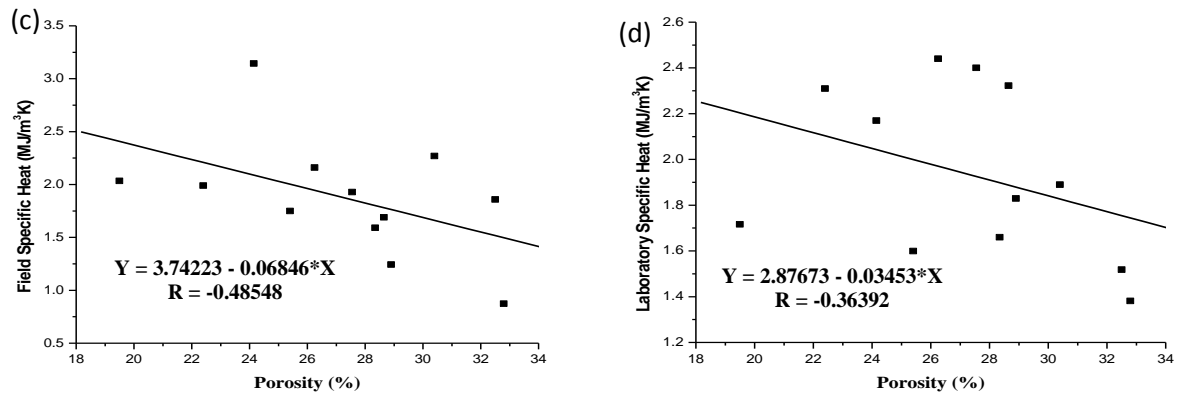 (c)
Field Specific Heat (MJ/m³K)
3.5
3.0
2.5
2.0
1.5
1.0
0.5
Y = 3.74223 - 0.06846*X
R = -0.48548
18 20 22 24 26 28 30 32 34
Porosity (%)
(d)
Laboratory Specific Heat (MJ/m³K)
2.6
2.4
2.2
2.0
1.8
1.6
1.4
1.2
Y = 2.87673 - 0.03453*X
R = -0.36392
18 20 22 24 26 28 30 32 34
Porosity (%)